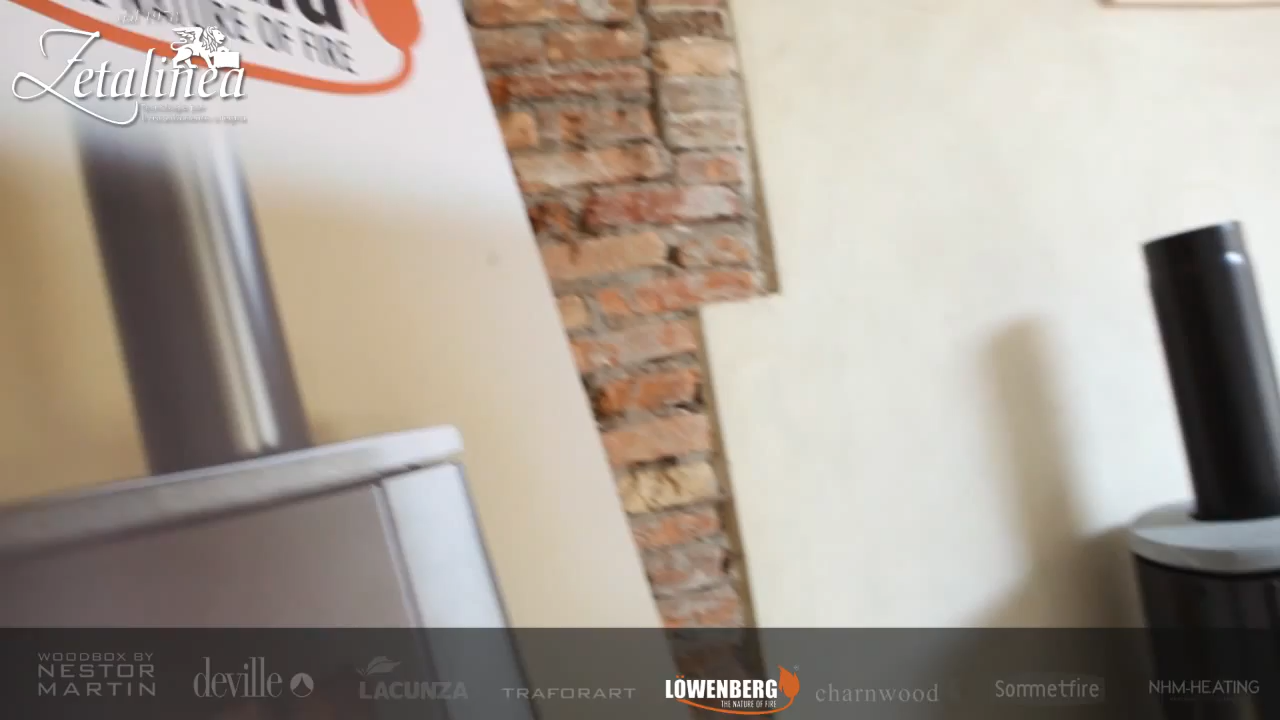 NATURE OF FIRE
Zetalinea
WOODBOX BY
NESTOR
MARTIN
deville
LACUNZA
TRAFORART
LÖWENBERG
THE NATURE OF FIRE
charnwood
Sommetfire
NHM-HEATING